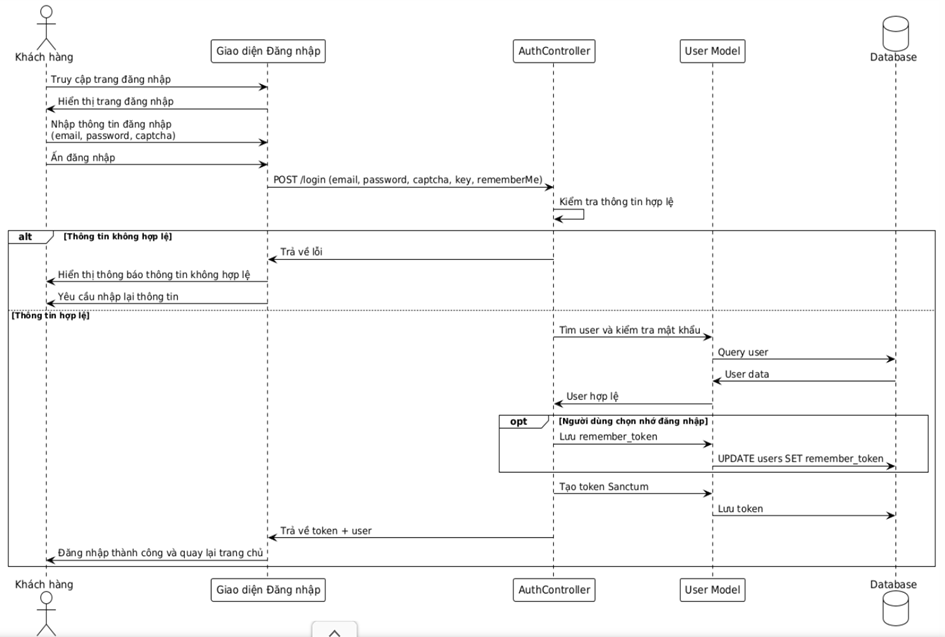 Khách hàng
Giao diện Đăng nhập
AuthController
User Model
Database
Truy cập trang đăng nhập
Hiển thị trang đăng nhập
Nhập thông tin đăng nhập
(email, password, captcha)
Ấn đăng nhập
POST /login (email, password, captcha, key, rememberMe)
Kiểm tra thông tin hợp lệ
alt [Thông tin không hợp lệ]
Trả về lỗi
Hiển thị thông báo thông tin không hợp lệ
Yêu cầu nhập lại thông tin
[Thông tin hợp lệ]
Tìm user và kiểm tra mật khẩu
Query user
User data
User hợp lệ
opt [Người dùng chọn nhớ đăng nhập]
Lưu remember_token
UPDATE users SET remember_token
Tạo token Sanctum
Lưu token
Trả về token + user
Đăng nhập thành công và quay lại trang chủ
Khách hàng
Giao diện Đăng nhập
AuthController
User Model
Database